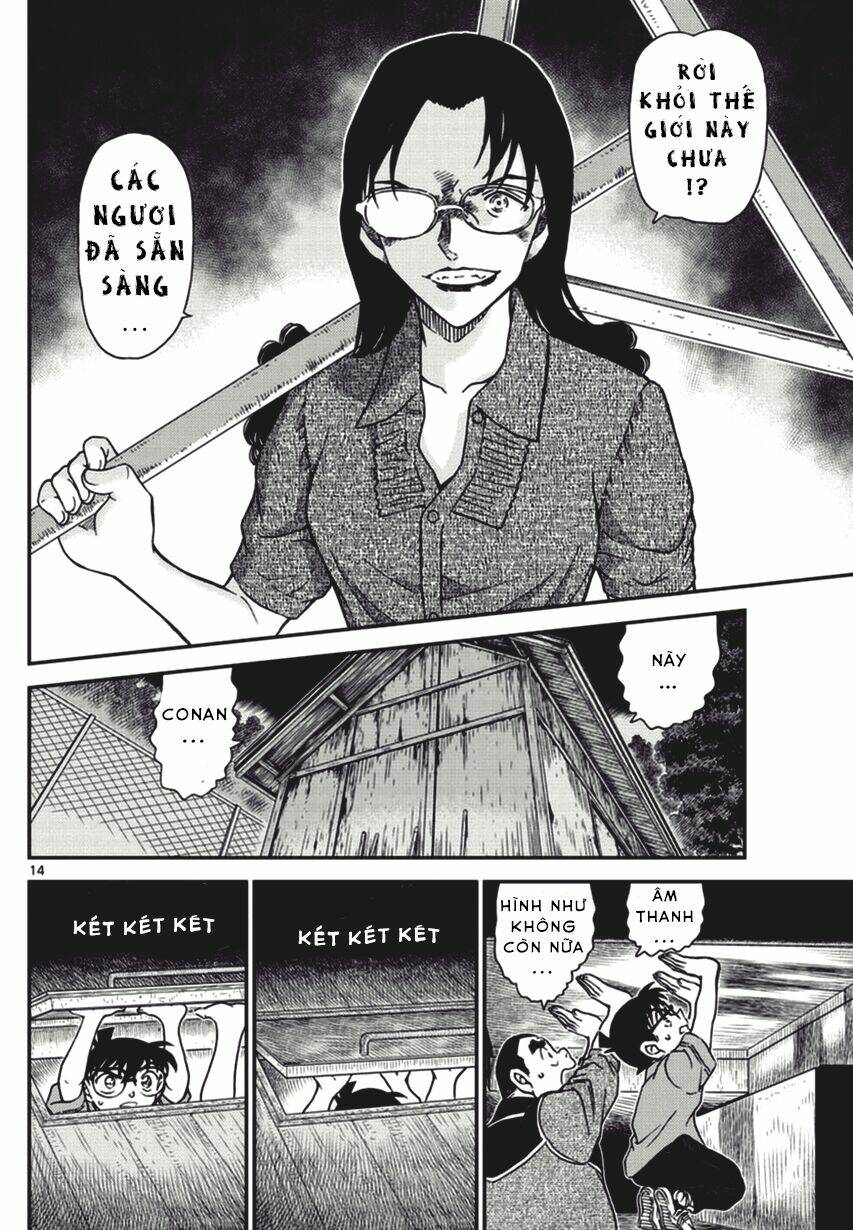 CÁC
NGƯƠI
ĐÃ SẴN
SÀNG
...
RỜI
KHỎI THẾ
GIỚI NÀY
CHƯA
!?
NÀY
...
CONAN
...
14
ÂM
THANH
...
HÌNH NHƯ
KHÔNG
CÒN NỮA
...
KÉT KÉT KÉT
KÉT KÉT KÉT